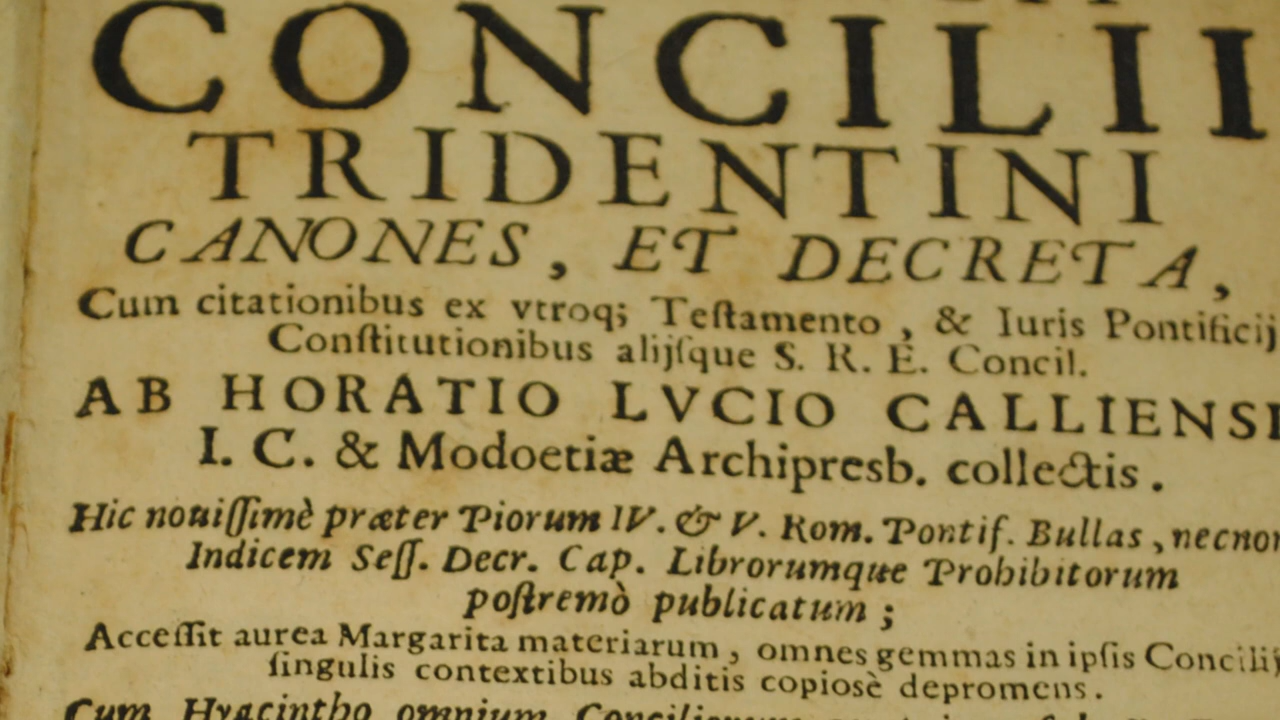 CONCILII
TRIDENTINI
CANONES, ET DECRETA,
Cum citationibus ex vtroq; Teſtamento, & Iuris Pontificij
Conſtitutionibus alijſque S. R. E. Concil.
AB HORATIO LVCIO CALLIENSI
I. C. & Modoetiæ Archipresb. collectis.
Hic nouiſſimè præter Piorum IV. & V. Rom. Pontif. Bullas, necnon
Indicem Seſſ. Decr. Cap. Librorumque Prohibitorum
poſtremò publicatum;
Acceſſit aurea Margarita materiarum, omnes gemmas in ipſis Concilij
ſingulis contextibus abditis copiosè depromens.
Cum Hyacintho omnium Conciliorum